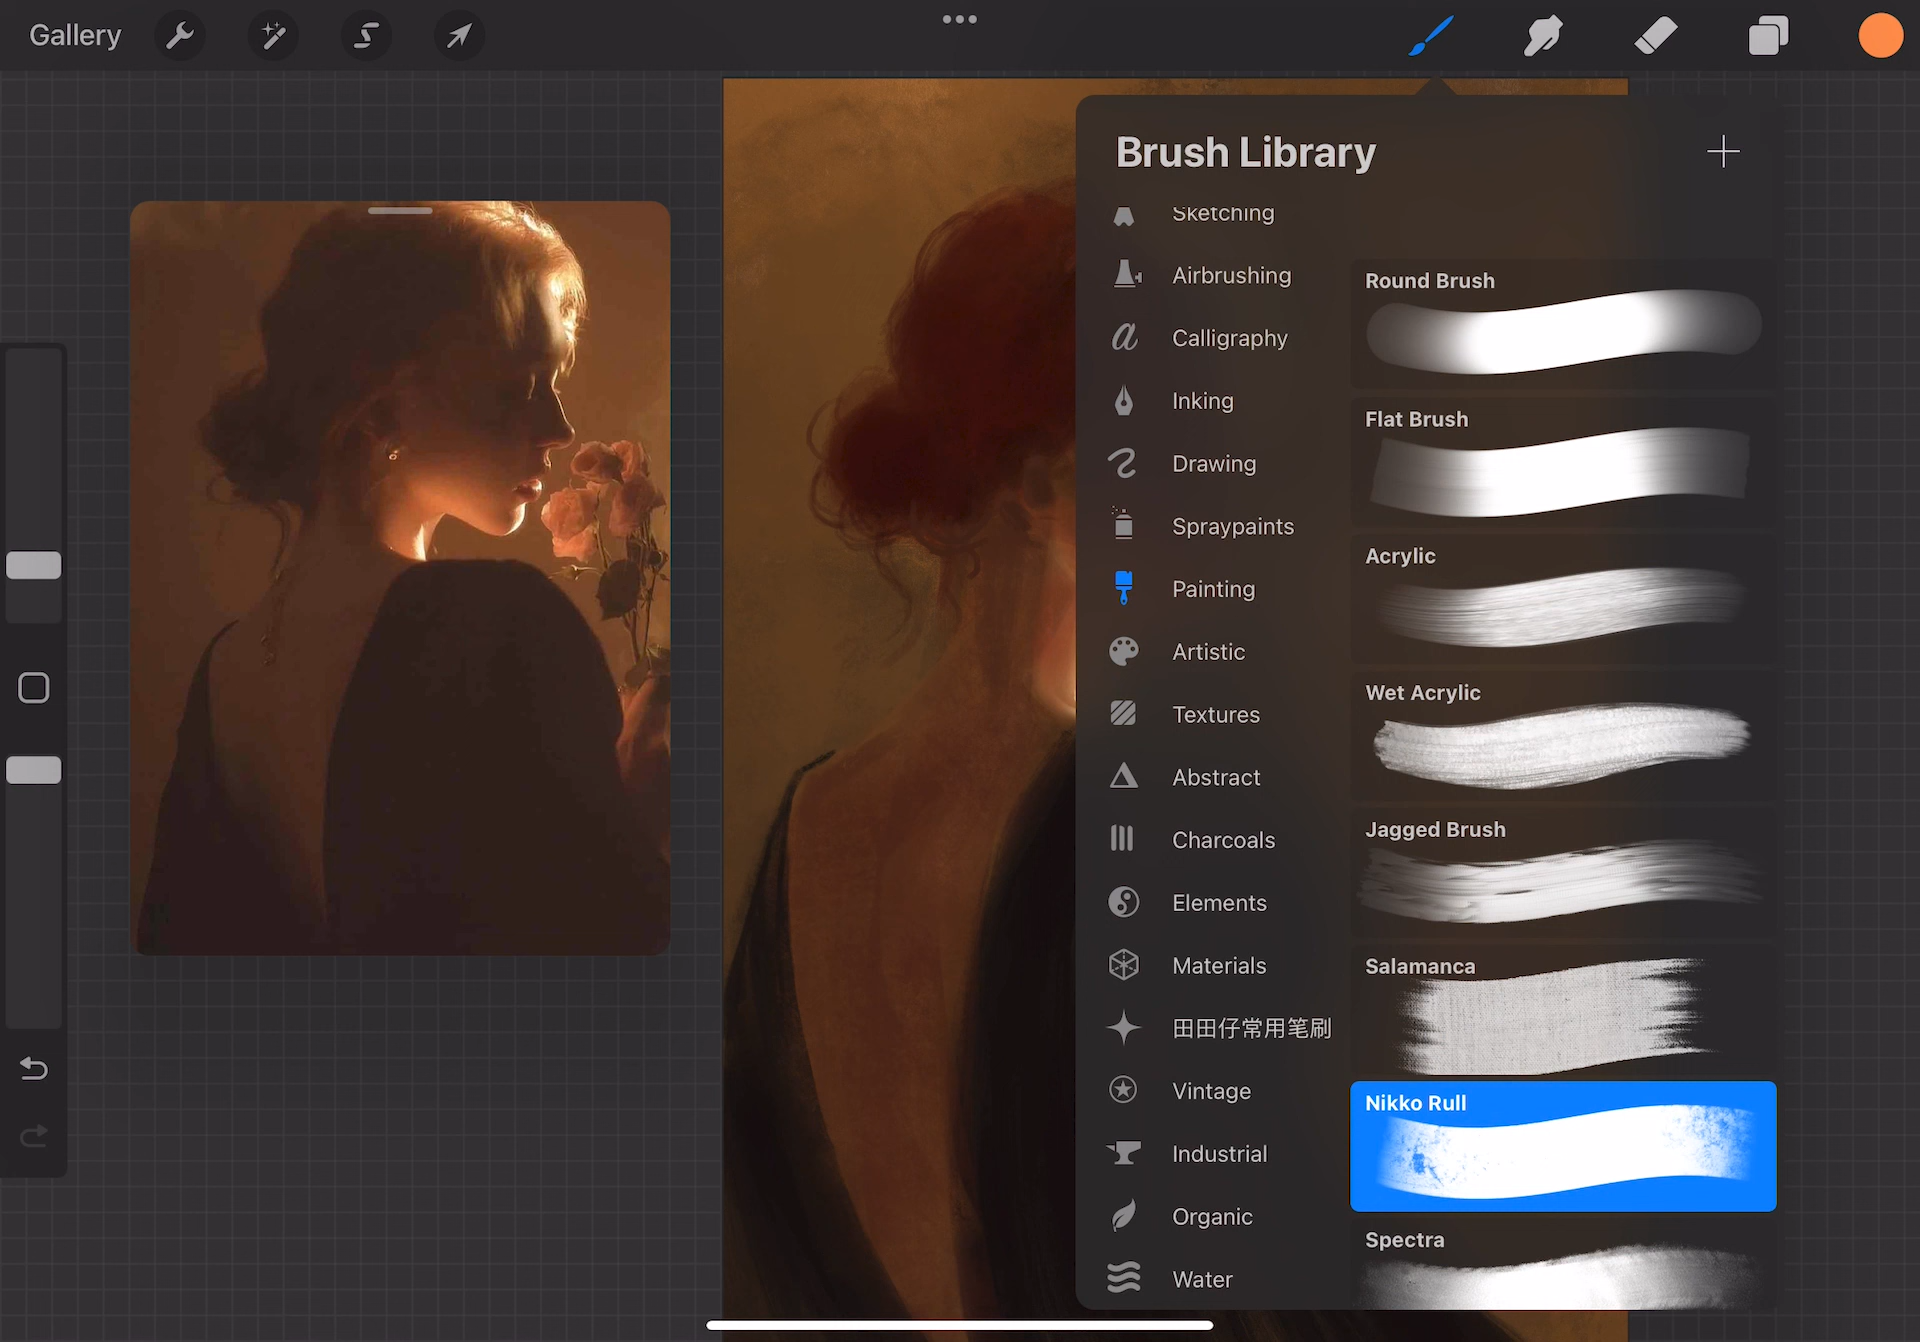 Gallery
Brush Library
Sketching
Airbrushing
Calligraphy
Inking
Drawing
Spraypaints
Painting
Artistic
Textures
Abstract
Charcoals
Elements
Materials
田田仔常用笔刷
Vintage
Industrial
Organic
Water
Round Brush
Flat Brush
Acrylic
Wet Acrylic
Jagged Brush
Salamanca
Nikko Rull
Spectra